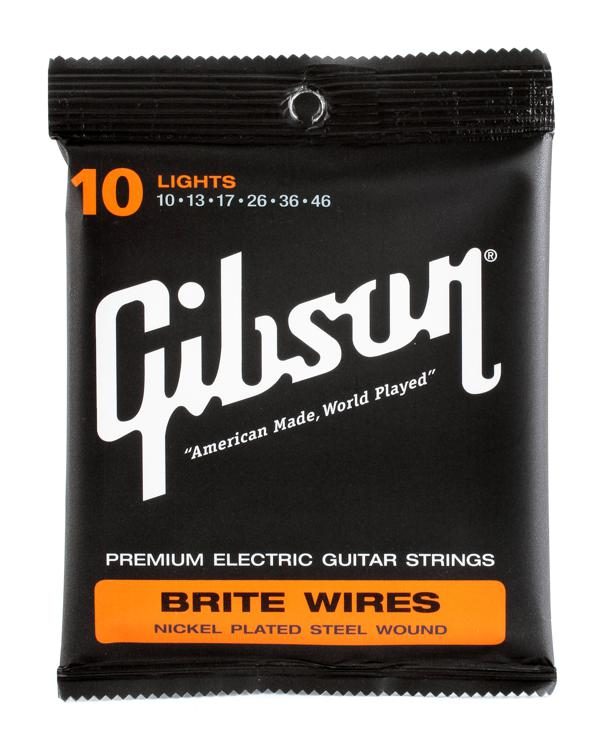 10 LIGHTS
10•13•17•26•36•46
Gibson®
“American Made, World Played”
PREMIUM ELECTRIC GUITAR STRINGS
BRITE WIRES
NICKEL PLATED STEEL WOUND